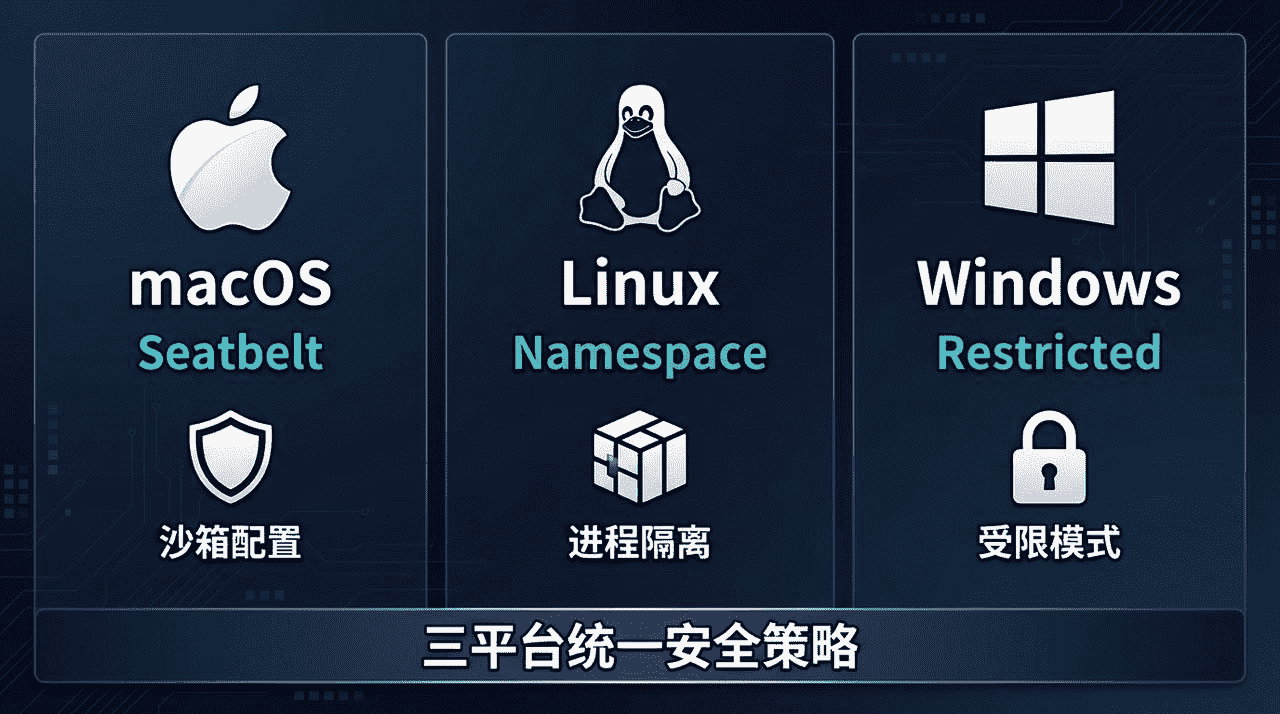 macOS
Seatbelt
沙箱配置
Linux
Namespace
进程隔离
Windows
Restricted
受限模式
三平台统一安全策略